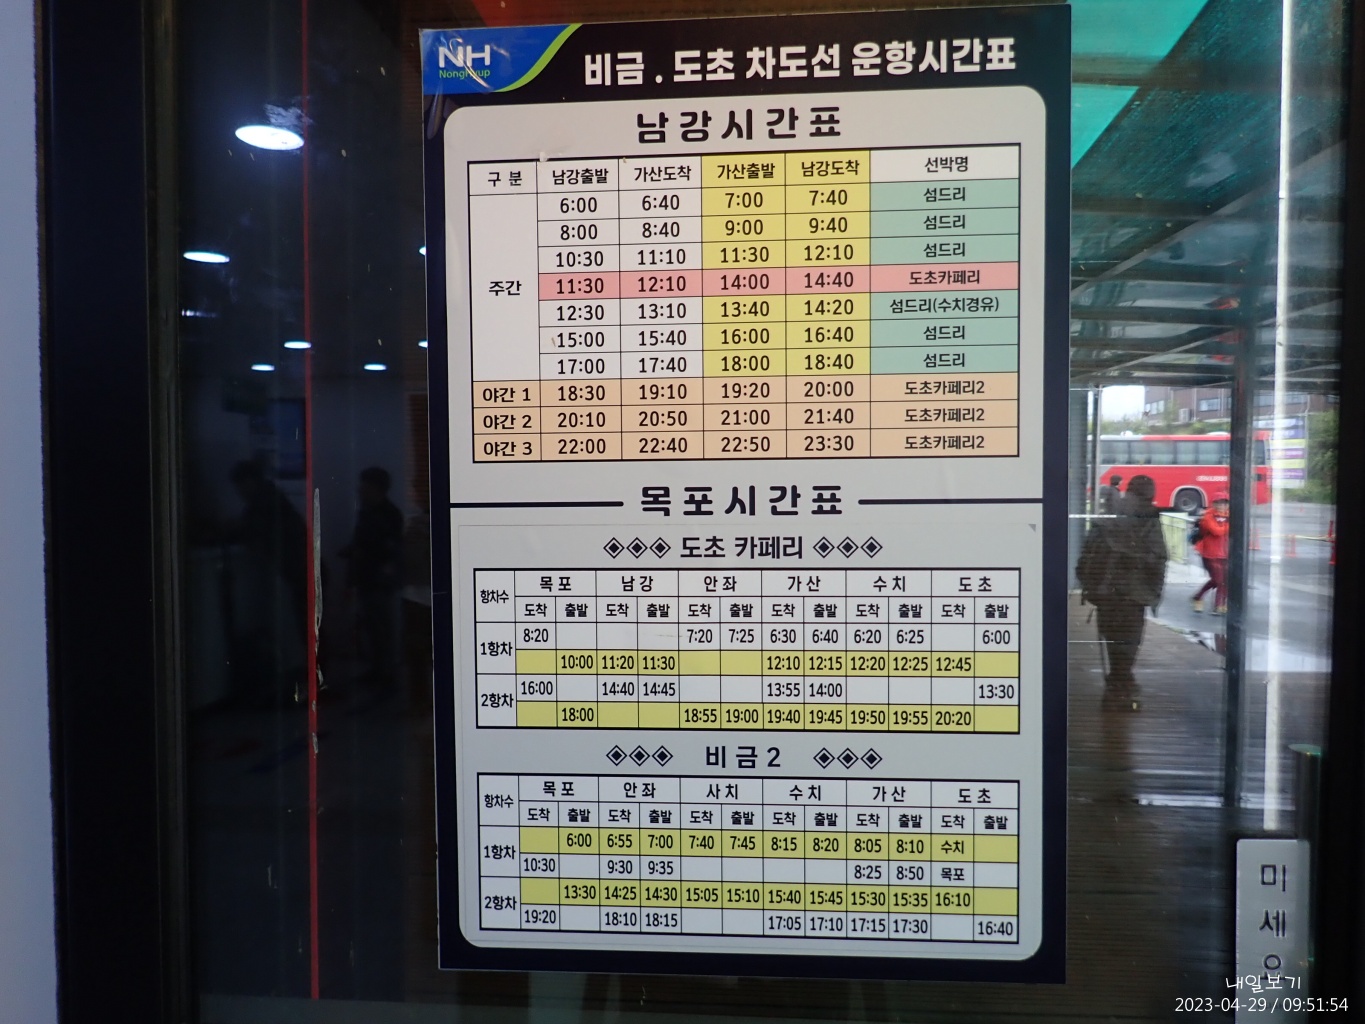 NH
Nonghyup
비금 . 도초 차도선 운항시간표
남강시간표
구 분 남강출발 가산도착 가산출발 남강도착 선박명
주간 6:00 6:40 7:00 7:40 섬드리
8:00 8:40 9:00 9:40 섬드리
10:30 11:10 11:30 12:10 섬드리
11:30 12:10 14:00 14:40 도초카페리
12:30 13:10 13:40 14:20 섬드리(수치경유)
15:00 15:40 16:00 16:40 섬드리
17:00 17:40 18:00 18:40 섬드리
야간 1 18:30 19:10 19:20 20:00 도초카페리2
야간 2 20:10 20:50 21:00 21:40 도초카페리2
야간 3 22:00 22:40 22:50 23:30 도초카페리2
목포시간표
◈◈◈ 도초 카페리 ◈◈◈
항차수 목포 남강 안좌 가산 수치 도초
도착 출발 도착 출발 도착 출발 도착 출발 도착 출발 도착 출발
1항차 8:20 7:20 7:25 6:30 6:40 6:20 6:25 6:00
10:00 11:20 11:30 12:10 12:15 12:20 12:25 12:45
2항차 16:00 14:40 14:45 13:55 14:00 13:30
18:00 18:55 19:00 19:40 19:45 19:50 19:55 20:20
◈◈◈ 비금2 ◈◈◈
항차수 목포 안좌 사치 수치 가산 도초
도착 출발 도착 출발 도착 출발 도착 출발 도착 출발 도착 출발
1항차 6:00 6:55 7:00 7:40 7:45 8:15 8:20 8:05 8:10 수치
10:30 9:30 9:35 8:25 8:50 목포
2항차 13:30 14:25 14:30 15:05 15:10 15:40 15:45 15:30 15:35 16:10
19:20 18:10 18:15 17:05 17:10 17:15 17:30 16:40
미세요
내일보기
2023-04-29 / 09:51:54